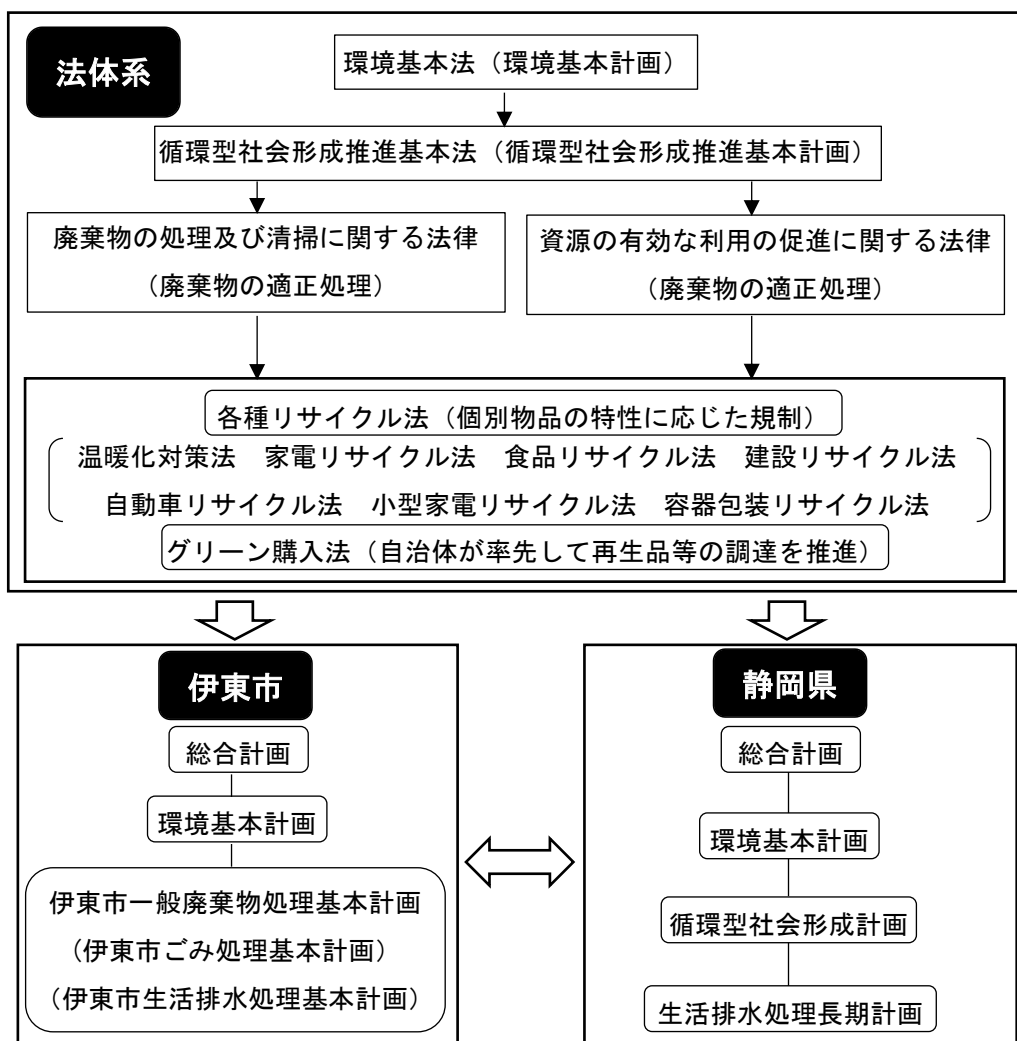 法体系
環境基本法（環境基本計画）
循環型社会形成推進基本法（循環型社会形成推進基本計画）
廃棄物の処理及び清掃に関する法律
（廃棄物の適正処理）
資源の有効な利用の促進に関する法律
（廃棄物の適正処理）
各種リサイクル法（個別物品の特性に応じた規制）
温暖化対策法　家電リサイクル法　食品リサイクル法　建設リサイクル法
自動車リサイクル法　小型家電リサイクル法　容器包装リサイクル法
グリーン購入法（自治体が率先して再生品等の調達を推進）
伊東市
総合計画
環境基本計画
伊東市一般廃棄物処理基本計画
（伊東市ごみ処理基本計画）
（伊東市生活排水処理基本計画）
静岡県
総合計画
環境基本計画
循環型社会形成計画
生活排水処理長期計画